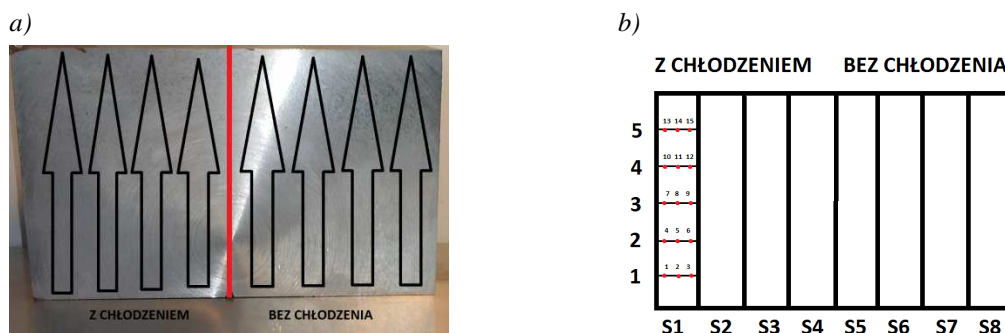 a)
Z CHŁODZENIEM BEZ CHŁODZENIA
b)
Z CHŁODZENIEM BEZ CHŁODZENIA
5 13 14 15
4 10 11 12
3 7 8 9
2 4 5 6
1 1 2 3
S1 S2 S3 S4 S5 S6 S7 S8